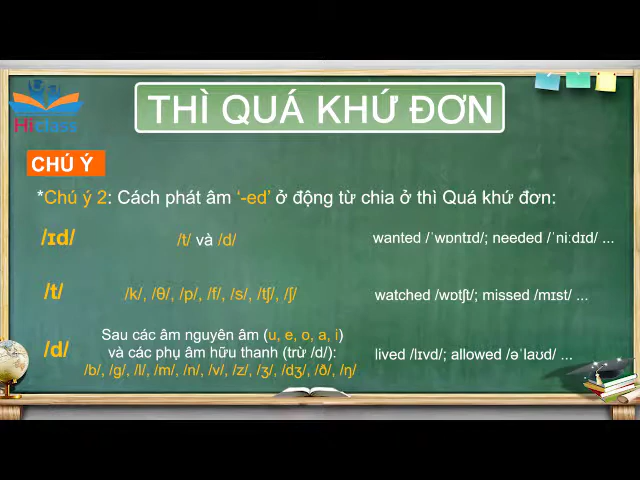 Hiclass
THÌ QUÁ KHỨ ĐƠN
CHÚ Ý
*Chú ý 2: Cách phát âm '-ed' ở động từ chia ở thì Quá khứ đơn:
/ɪd/ /t/ và /d/ wanted /ˈwɒntɪd/; needed /ˈniːdɪd/ ...
/t/ /k/, /θ/, /p/, /f/, /s/, /tʃ/, /ʃ/ watched /wɒtʃt/; missed /mɪst/ ...
Sau các âm nguyên âm (u, e, o, a, i)
/d/ và các phụ âm hữu thanh (trừ /d/): lived /lɪvd/; allowed /əˈlaʊd/ ...
/b/, /g/, /l/, /m/, /n/, /v/, /z/, /ʒ/, /dʒ/, /ð/, /ŋ/